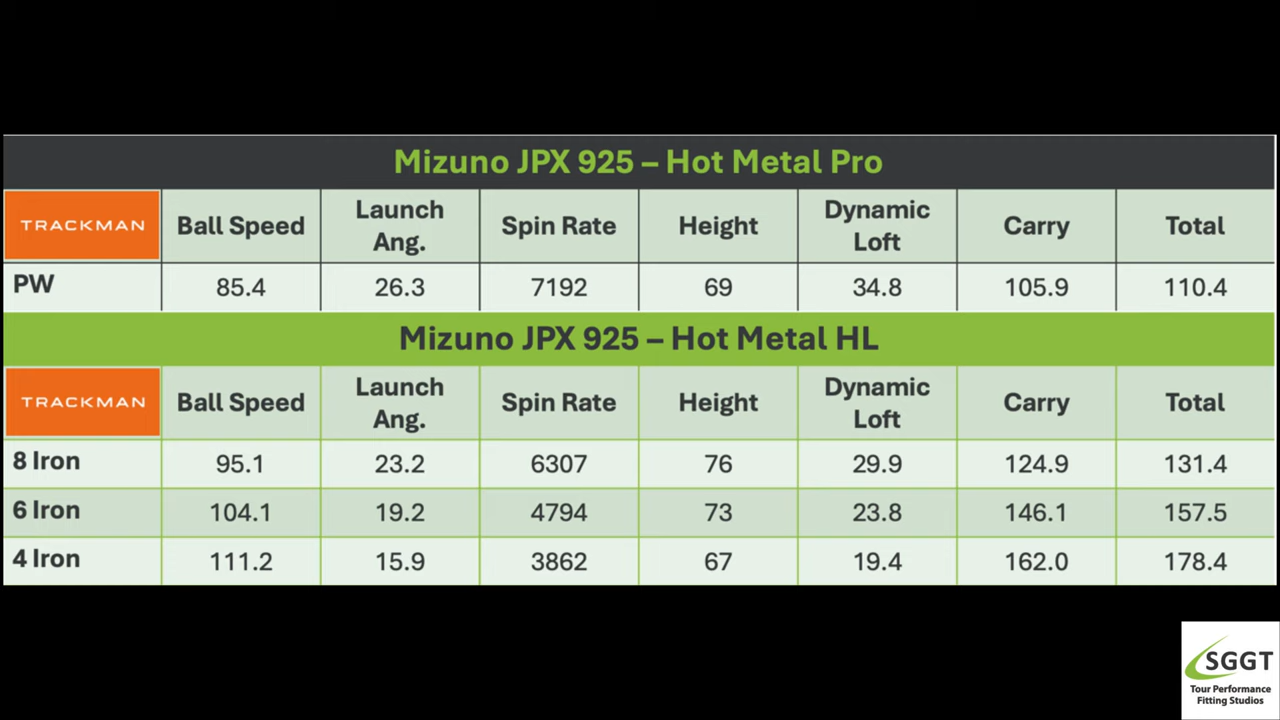 Mizuno JPX 925 – Hot Metal Pro
TRACKMAN Ball Speed Launch Ang. Spin Rate Height Dynamic Loft Carry Total
PW 85.4 26.3 7192 69 34.8 105.9 110.4
Mizuno JPX 925 – Hot Metal HL
TRACKMAN Ball Speed Launch Ang. Spin Rate Height Dynamic Loft Carry Total
8 Iron 95.1 23.2 6307 76 29.9 124.9 131.4
6 Iron 104.1 19.2 4794 73 23.8 146.1 157.5
4 Iron 111.2 15.9 3862 67 19.4 162.0 178.4
SGGT
Tour Performance
Fitting Studios